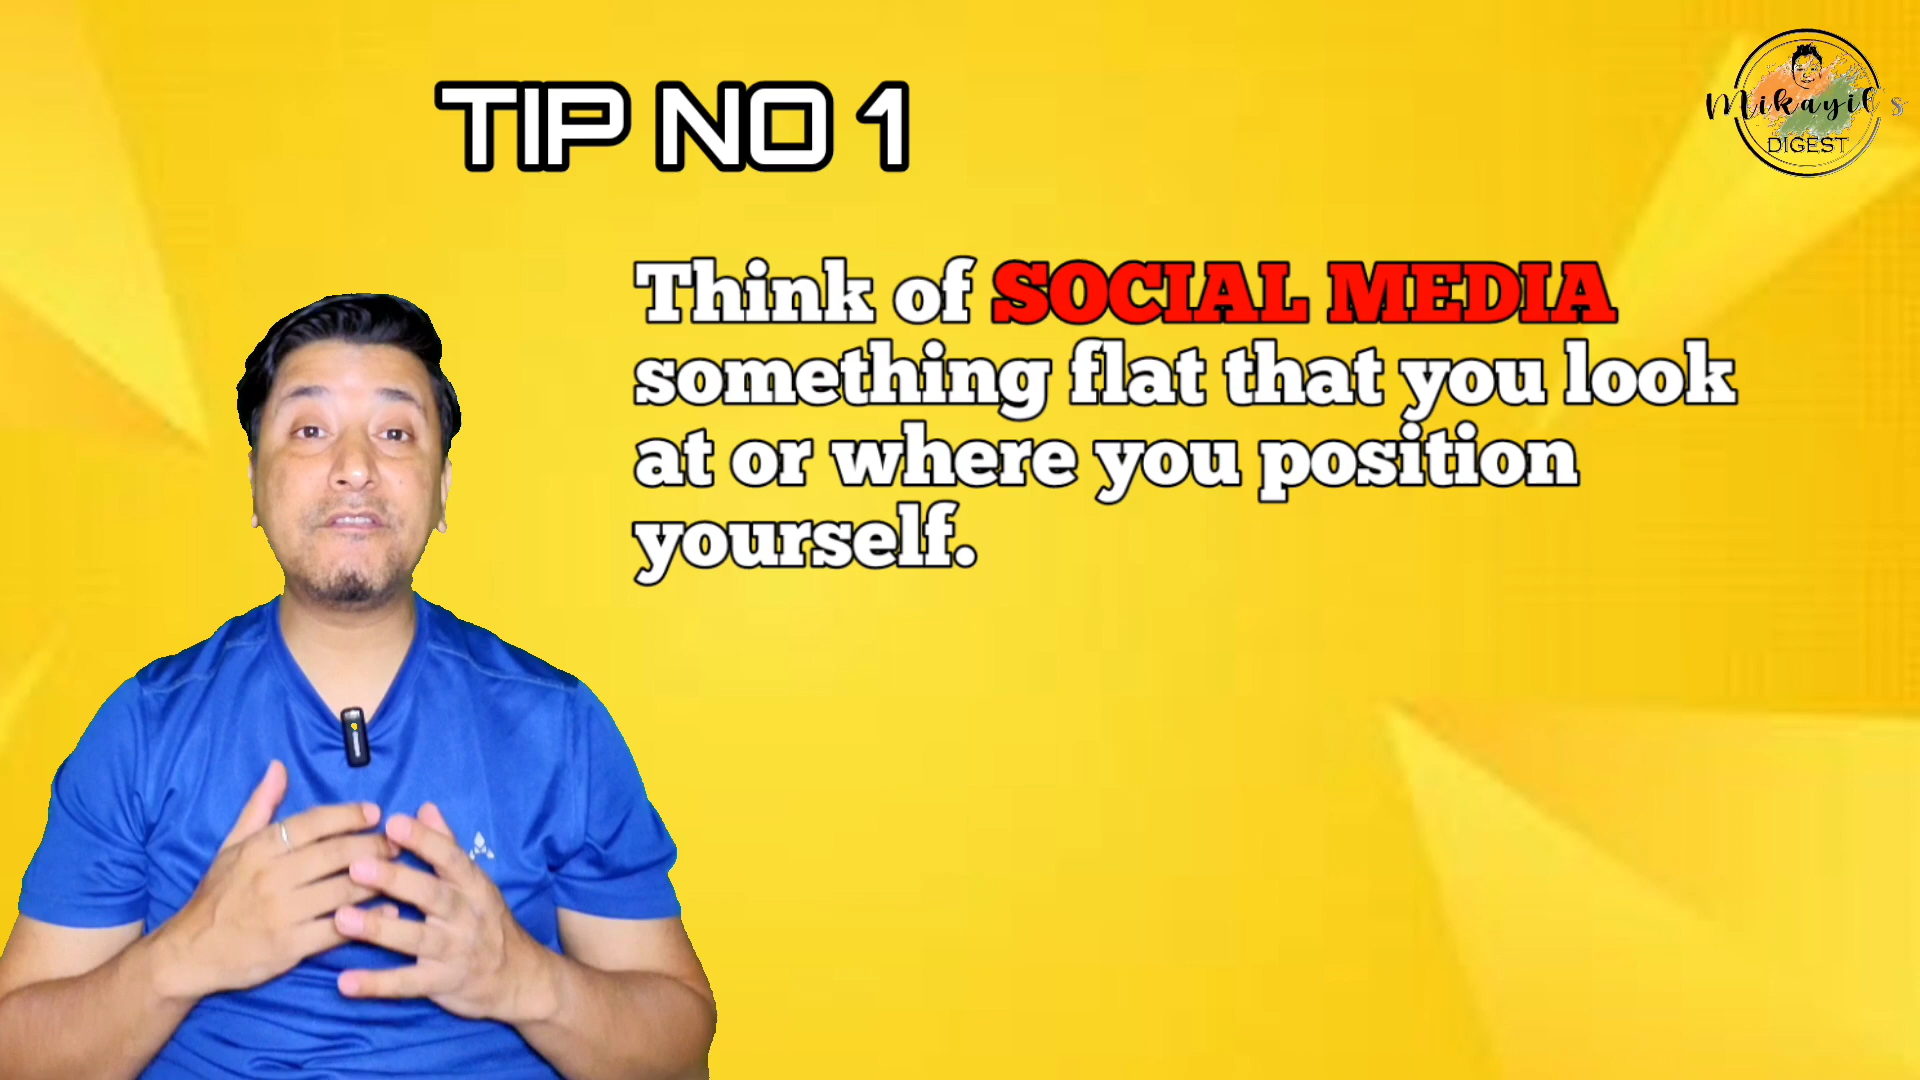 TIP NO 1
Mikayil's
DIGEST
Think of SOCIAL MEDIA
something flat that you look
at or where you position
yourself.